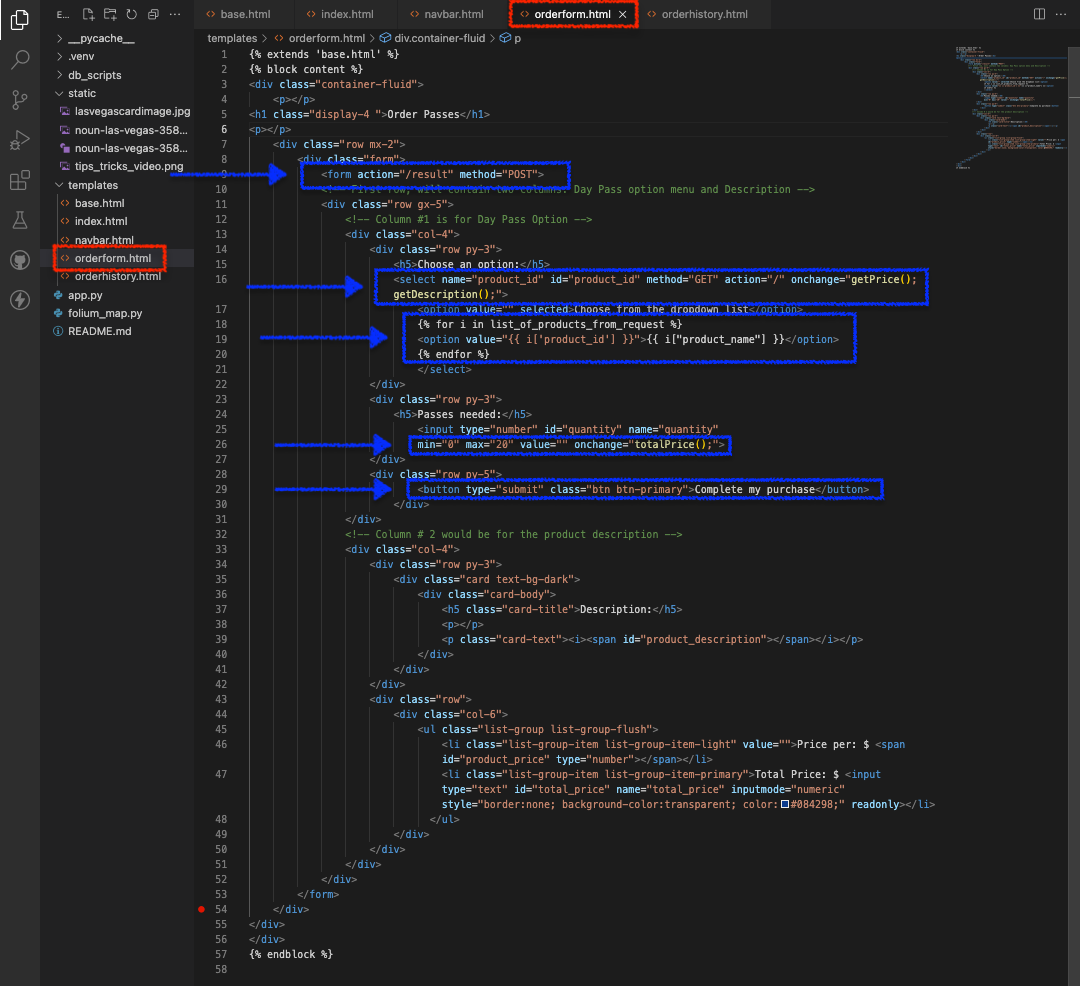 E...
base.html
index.html
navbar.html
orderform.html
orderhistory.html
templates > orderform.html > div.container-fluid > p
__pycache__
.venv
db_scripts
static
lasvegascardimage.jpg
noun-las-vegas-358...
noun-las-vegas-358...
tips_tricks_video.png
templates
base.html
index.html
navbar.html
orderform.html
orderhistory.html
app.py
folium_map.py
README.md
1 {% extends 'base.html' %}
2 {% block content %}
3 <div class="container-fluid">
4 <p></p>
5 <h1 class="display-4 ">Order Passes</h1>
6 <p></p>
7 <div class="row mx-2">
8 <div class="form">
9 <form action="/result" method="POST">
10 <!-- First row, will contain two columns: Day Pass option menu and Description -->
11 <div class="row gx-5">
12 <!-- Column #1 is for Day Pass Option -->
13 <div class="col-4">
14 <div class="row py-3">
15 <h5>Choose an option:</h5>
16 <select name="product_id" id="product_id" method="GET" action="/" onchange="getPrice();
getDescription();">
17 <option value="" selected>Choose from the dropdown list</option>
18 {% for i in list_of_products_from_request %}
19 <option value="{{ i['product_id'] }}">{{ i["product_name"] }}</option>
20 {% endfor %}
21 </select>
22 </div>
23 <div class="row py-3">
24 <h5>Passes needed:</h5>
25 <input type="number" id="quantity" name="quantity"
26 min="0" max="20" value="" onchange="totalPrice();">
27 </div>
28 <div class="row py-5">
29 <button type="submit" class="btn btn-primary">Complete my purchase</button>
30 </div>
31 </div>
32 <!-- Column # 2 would be for the product description -->
33 <div class="col-4">
34 <div class="row py-3">
35 <div class="card text-bg-dark">
36 <div class="card-body">
37 <h5 class="card-title">Description:</h5>
38 <p></p>
39 <p class="card-text"><i><span id="product_description"></span></i></p>
40 </div>
41 </div>
42 </div>
43 <div class="row">
44 <div class="col-6">
45 <ul class="list-group list-group-flush">
46 <li class="list-group-item list-group-item-light" value="">Price per: $ <span
id="product_price" type="number"></span></li>
47 <li class="list-group-item list-group-item-primary">Total Price: $ <input
type="text" id="total_price" name="total_price" inputmode="numeric"
style="border:none; background-color:transparent; color:#084298;" readonly></li>
48 </ul>
49 </div>
50 </div>
51 </div>
52 </div>
53 </form>
54 </div>
55 </div>
56 </div>
57 {% endblock %}
58